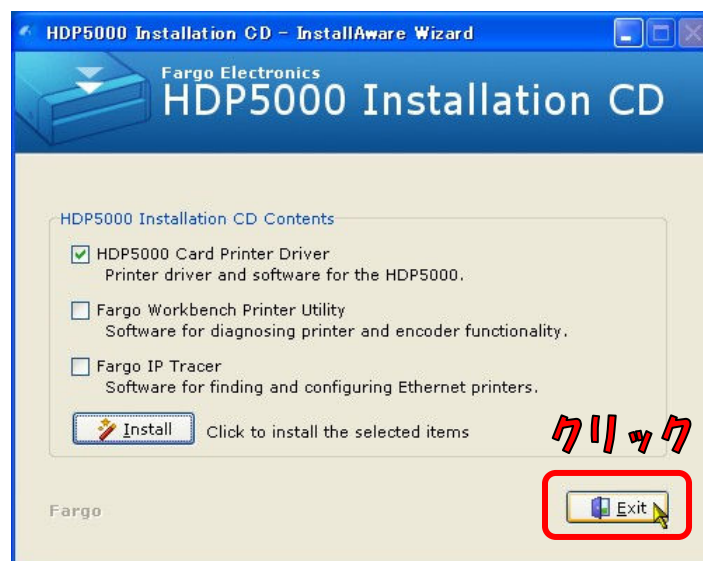 HDP5000 Installation CD - InstallAware Wizard
Fargo Electronics
HDP5000 Installation CD
HDP5000 Installation CD Contents
HDP5000 Card Printer Driver
Printer driver and software for the HDP5000.
Fargo Workbench Printer Utility
Software for diagnosing printer and encoder functionality.
Fargo IP Tracer
Software for finding and configuring Ethernet printers.
Install Click to install the selected items
クリック
Fargo
Exit